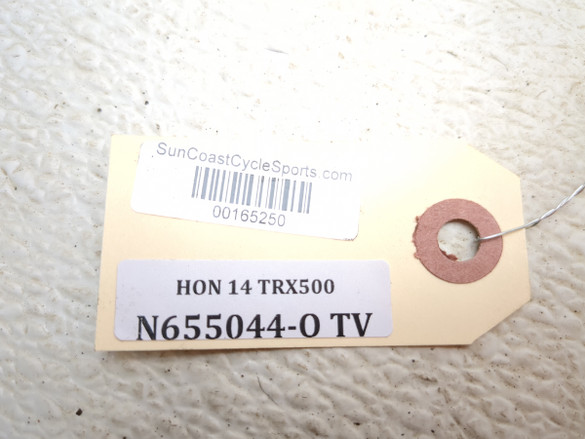 SunCoastCycleSports.com
00165250
HON 14 TRX500
N655044-O TV